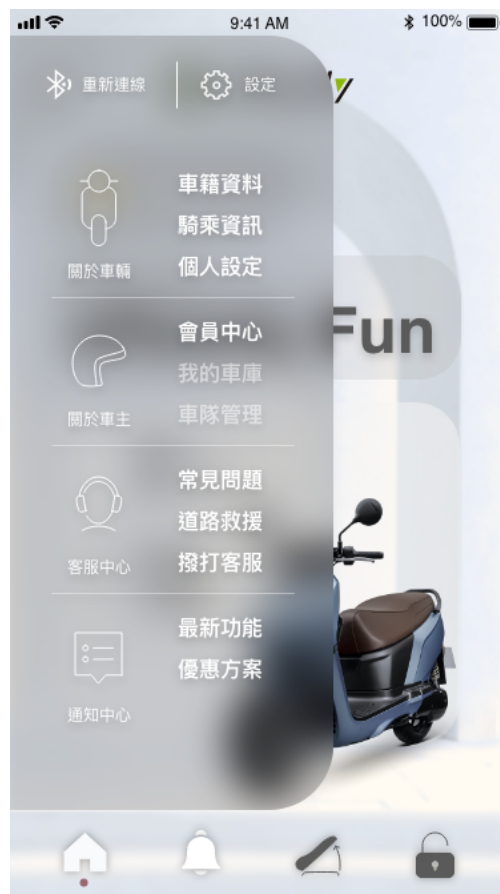 9:41 AM
100%
重新連線
設定
車籍資料
騎乘資訊
關於車輛
個人設定
Fun
會員中心
我的車庫
關於車主
車隊管理
常見問題
道路救援
客服中心
撥打客服
最新功能
優惠方案
通知中心